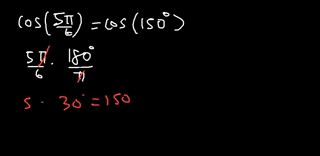 cos(5π/6) = cos(150°)
5π/6 · 180°/π
5 · 30° = 150